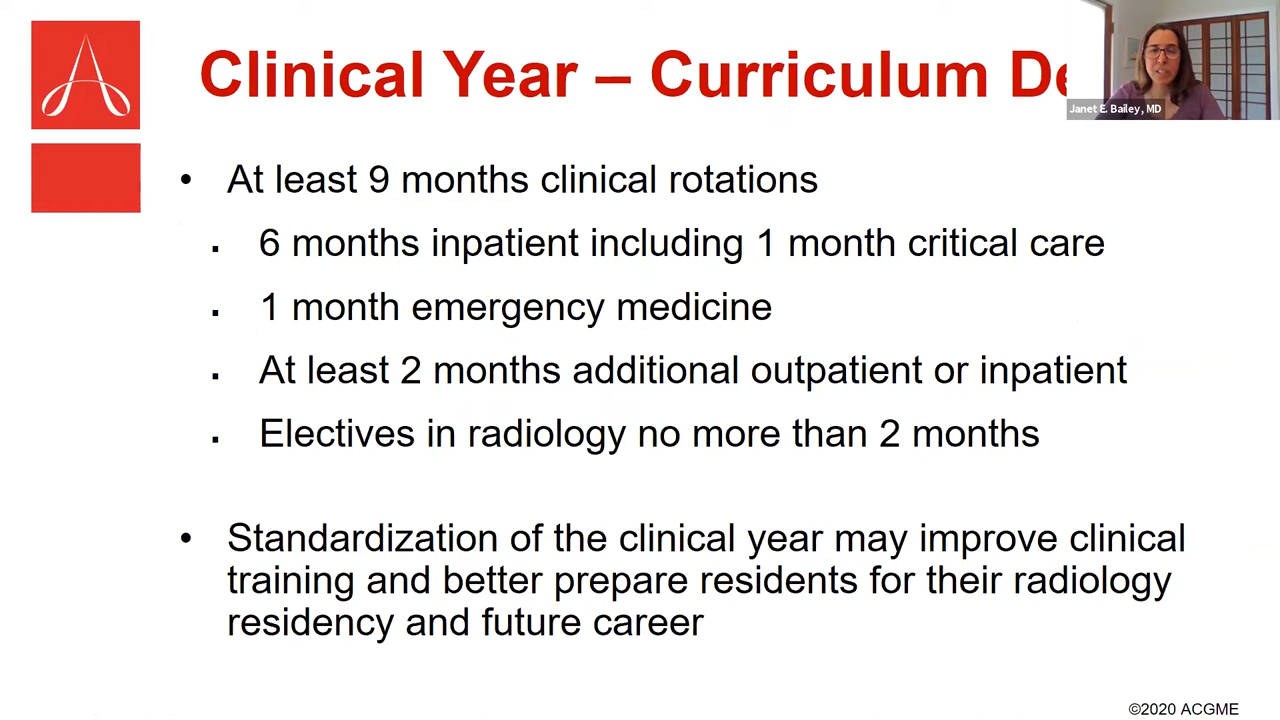 Clinical Year – Curriculum De
Janet E. Bailey, MD
• At least 9 months clinical rotations
▪ 6 months inpatient including 1 month critical care
▪ 1 month emergency medicine
▪ At least 2 months additional outpatient or inpatient
▪ Electives in radiology no more than 2 months
• Standardization of the clinical year may improve clinical
training and better prepare residents for their radiology
residency and future career
©2020 ACGME